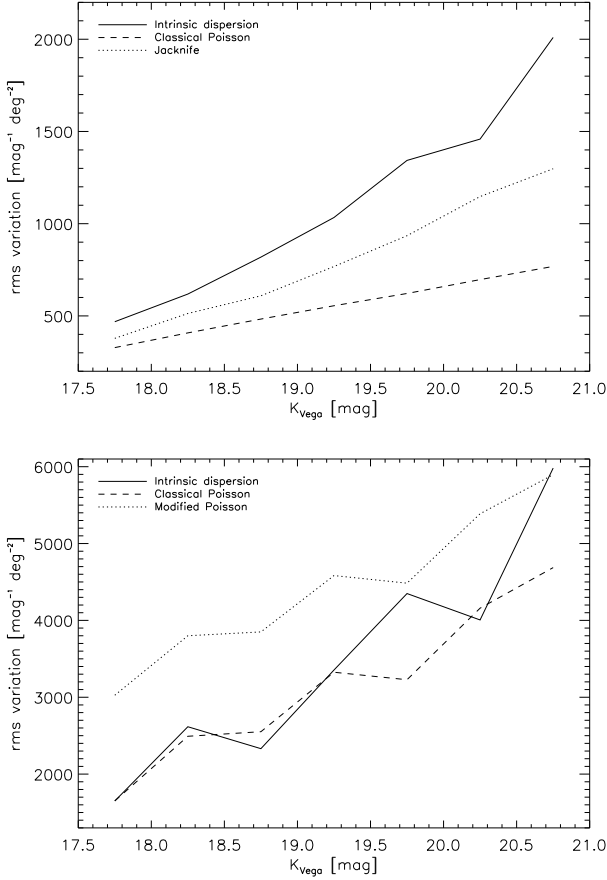 Intrinsic dispersion
Classical Poisson
Jacknife
2000
1500
1000
500
rms variation [mag⁻¹ deg⁻²]
17.5 18.0 18.5 19.0 19.5 20.0 20.5 21.0
K_Vega [mag]
Intrinsic dispersion
Classical Poisson
Modified Poisson
6000
5000
4000
3000
2000
rms variation [mag⁻¹ deg⁻²]
17.5 18.0 18.5 19.0 19.5 20.0 20.5 21.0
K_Vega [mag]